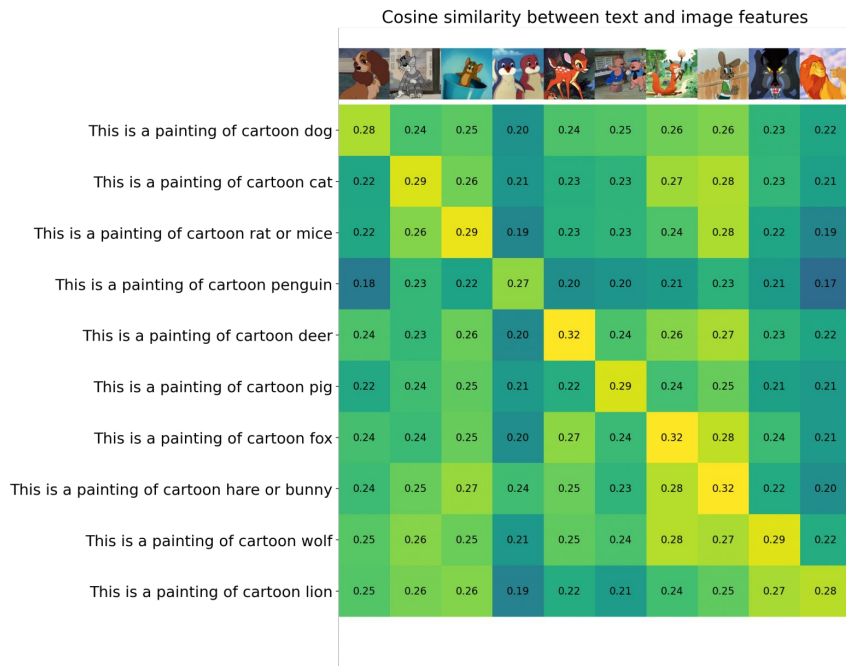 Cosine similarity between text and image features
This is a painting of cartoon dog 0.28 0.24 0.25 0.20 0.24 0.25 0.26 0.26 0.23 0.22
This is a painting of cartoon cat 0.22 0.29 0.26 0.21 0.23 0.23 0.27 0.28 0.23 0.21
This is a painting of cartoon rat or mice 0.22 0.26 0.29 0.19 0.23 0.23 0.24 0.28 0.22 0.19
This is a painting of cartoon penguin 0.18 0.23 0.22 0.27 0.20 0.20 0.21 0.23 0.21 0.17
This is a painting of cartoon deer 0.24 0.23 0.26 0.20 0.32 0.24 0.26 0.27 0.23 0.22
This is a painting of cartoon pig 0.22 0.24 0.25 0.21 0.22 0.29 0.24 0.25 0.21 0.21
This is a painting of cartoon fox 0.24 0.24 0.25 0.20 0.27 0.24 0.32 0.28 0.24 0.21
This is a painting of cartoon hare or bunny 0.24 0.25 0.27 0.24 0.25 0.23 0.28 0.32 0.22 0.20
This is a painting of cartoon wolf 0.25 0.26 0.25 0.21 0.25 0.24 0.28 0.27 0.29 0.22
This is a painting of cartoon lion 0.25 0.26 0.26 0.19 0.22 0.21 0.24 0.25 0.27 0.28